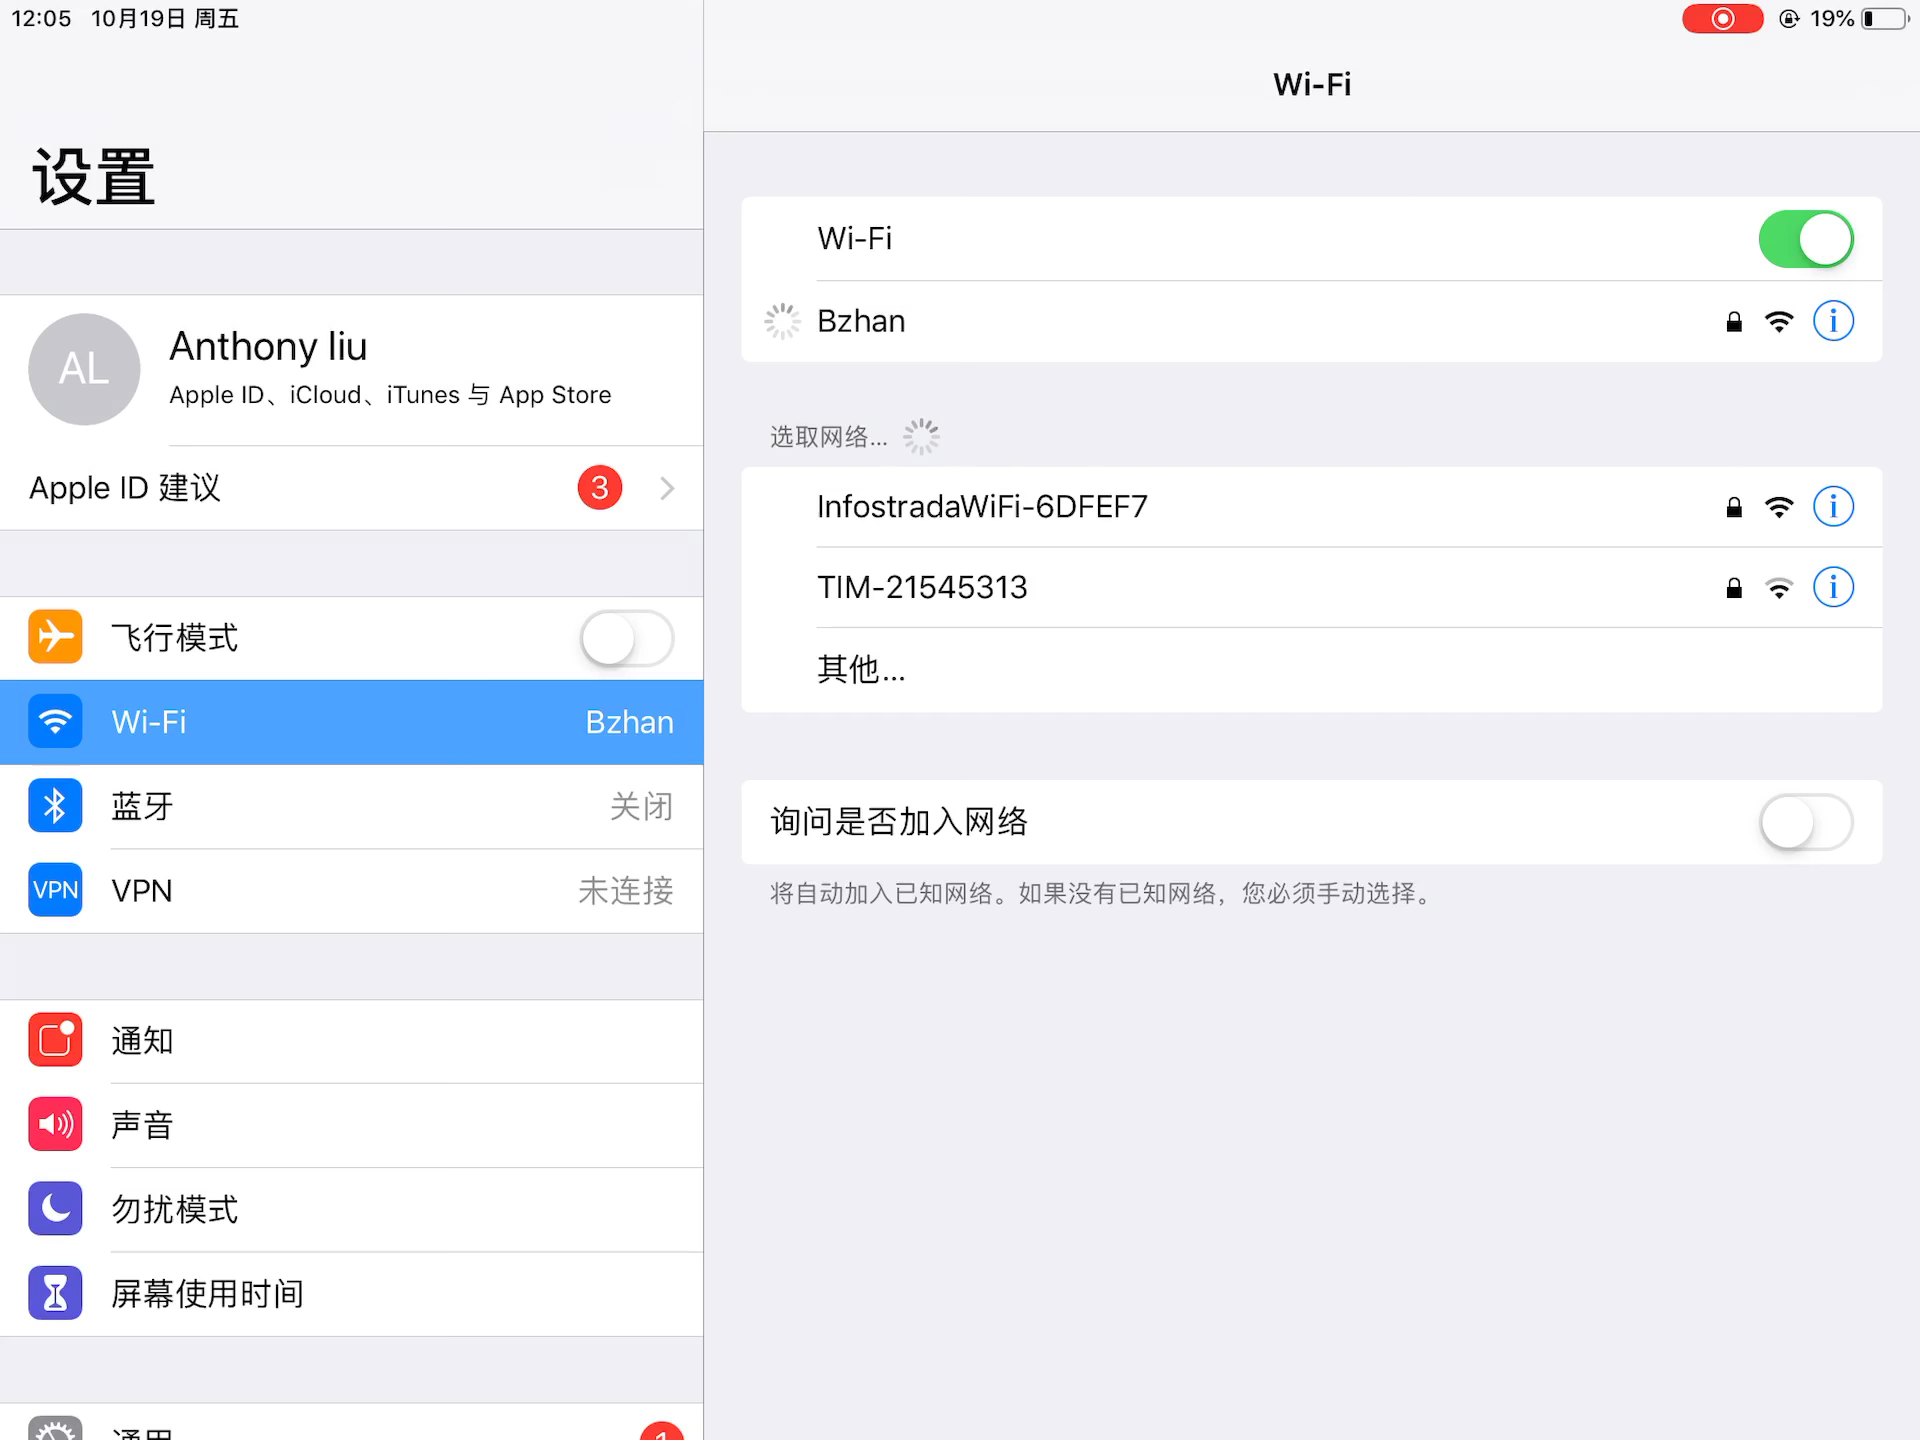 12:05 10月19日 周五
19%
设置
AL
Anthony liu
Apple ID、iCloud、iTunes 与 App Store
Apple ID 建议
3
飞行模式
Wi-Fi
Bzhan
蓝牙
关闭
VPN
VPN
未连接
通知
声音
勿扰模式
屏幕使用时间
通用
1
Wi-Fi
Wi-Fi
Bzhan
选取网络...
InfostradaWiFi-6DFEF7
TIM-21545313
其他...
询问是否加入网络
将自动加入已知网络。如果没有已知网络，您必须手动选择。